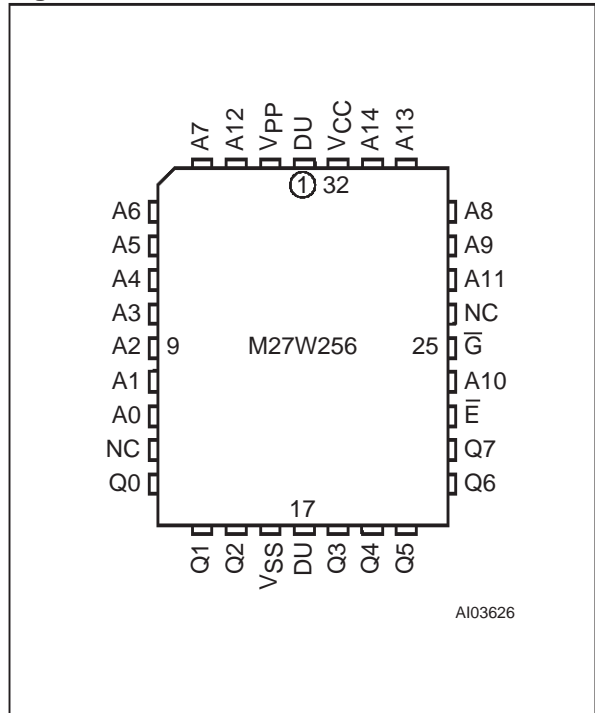 A7 A12 VPP DU VCC A14 A13
1 32
A6 A8
A5 A9
A4 A11
A3 NC
A2 9 M27W256 25 G̅
A1 A10
A0 E̅
NC Q7
Q0 Q6
17
Q1 Q2 VSS DU Q3 Q4 Q5
AI03626